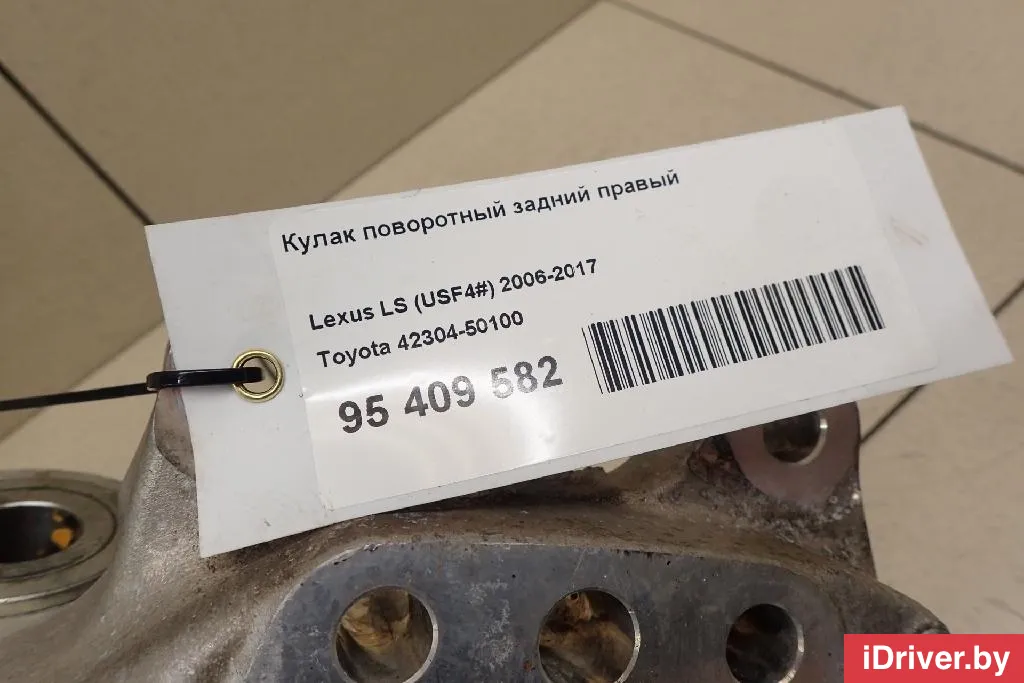 Кулак поворотный задний правый
Lexus LS (USF4#) 2006-2017
Toyota 42304-50100
95 409 582
iDriver.by